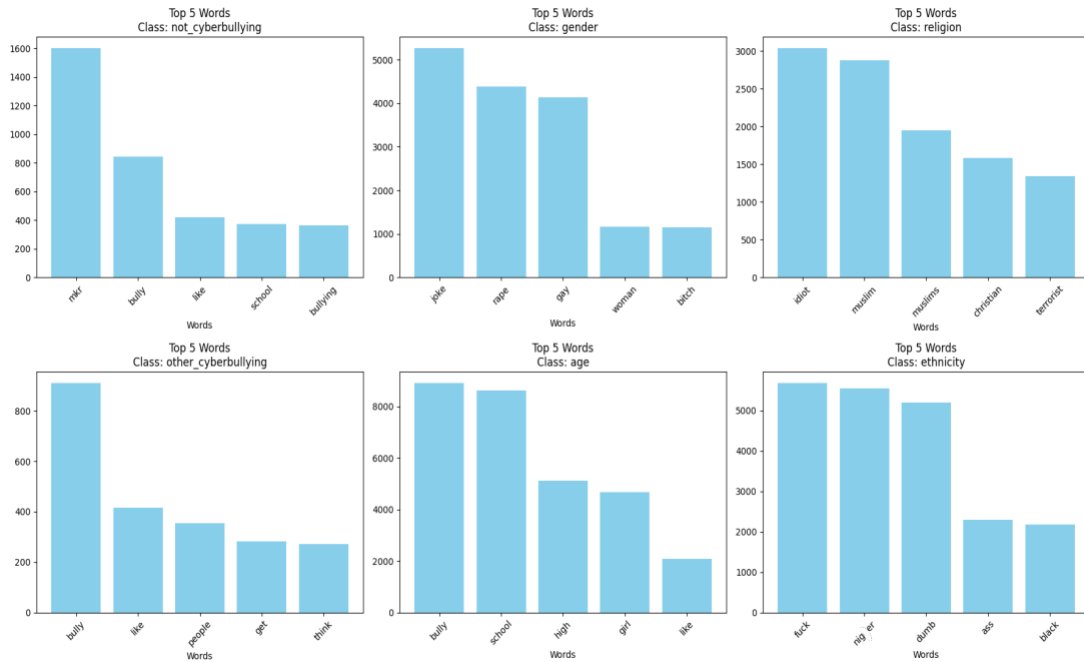 Top 5 Words
Class: not_cyberbullying
1600
1400
1200
1000
800
600
400
200
0
mkr
bully
like
school
bullying
Words
Top 5 Words
Class: gender
5000
4000
3000
2000
1000
0
joke
rape
gay
woman
bitch
Words
Top 5 Words
Class: religion
3000
2500
2000
1500
1000
500
0
idiot
muslim
muslims
christian
terrorist
Words
Top 5 Words
Class: other_cyberbullying
800
600
400
200
0
bully
like
people
get
think
Words
Top 5 Words
Class: age
8000
6000
4000
2000
0
bully
school
high
girl
like
Words
Top 5 Words
Class: ethnicity
5000
4000
3000
2000
1000
0
fuck
nig er
dumb
ass
black
Words